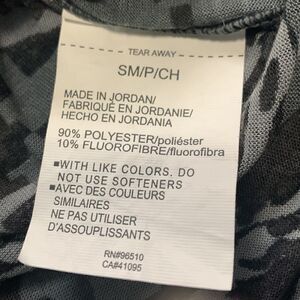 TEAR AWAY
SM/P/CH
MADE IN JORDAN/
FABRIQUÉ EN JORDANIE/
HECHO EN JORDANIA
90% POLYESTER/poliéster
10% FLUOROFIBRE/fluorofibra
▪WITH LIKE COLORS. DO
NOT USE SOFTENERS
▪AVEC DES COULEURS
SIMILAIRES
NE PAS UTILISER
D'ASSOUPLISSANTS
RN#96510
CA#41095